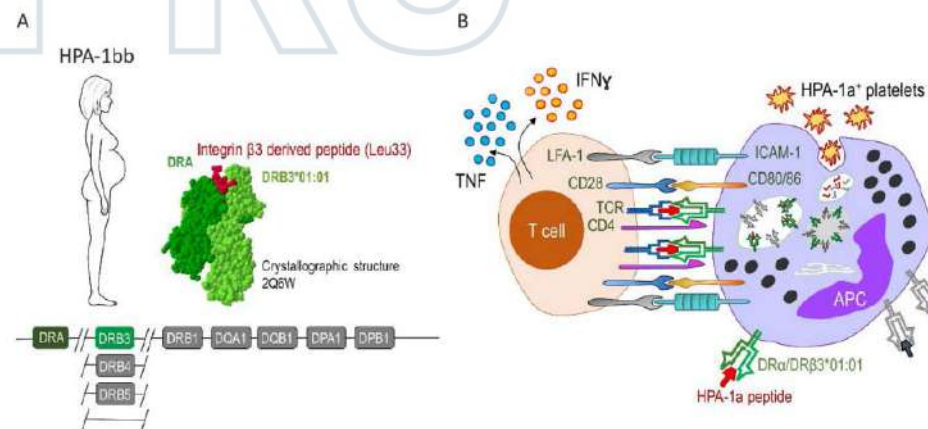 A
HPA-1bb
Integrin β3 derived peptide (Leu33)
DRA
DRB3*01:01
Crystallographic structure
2Q6W
DRA
DRB3
DRB1
DQA1
DQB1
DPA1
DPB1
DRB4
DRB5
B
IFNγ
TNF
HPA-1a⁺ platelets
LFA-1
ICAM-1
CD28
CD80/86
TCR
CD4
T cell
APC
DRα/DRβ3*01:01
HPA-1a peptide